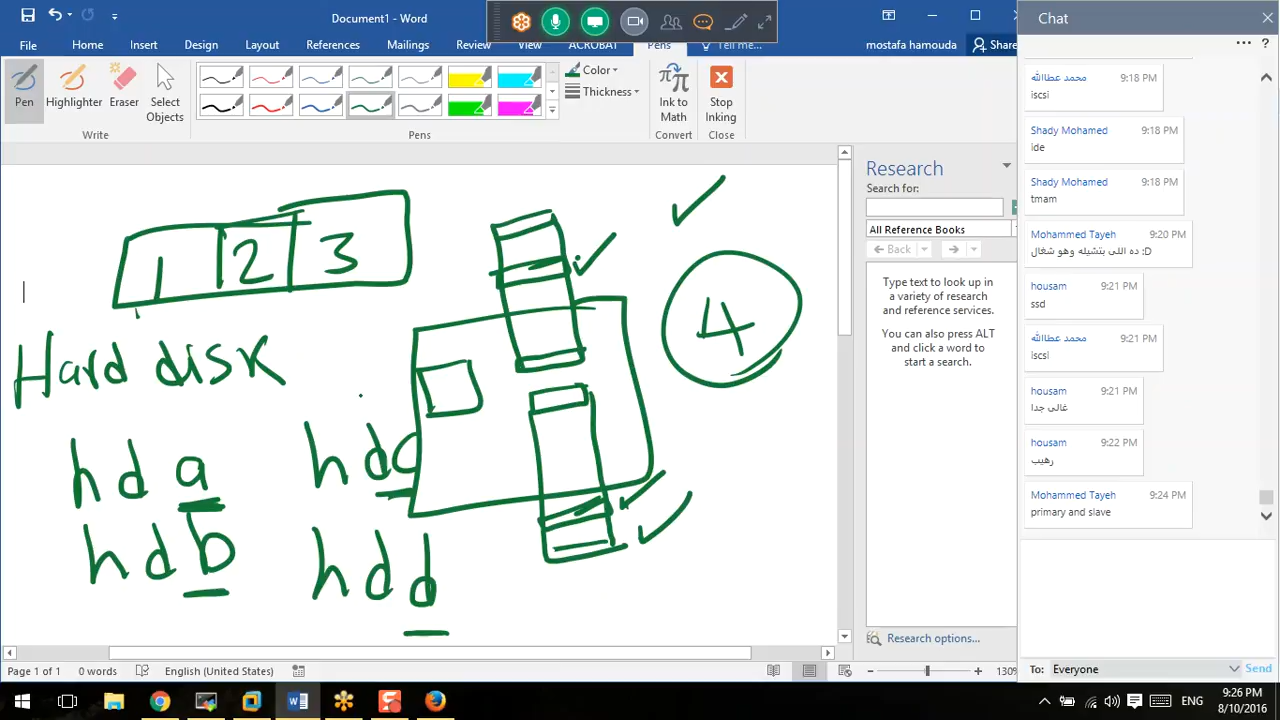 Document1 - Word
mostafa hamouda
Share
File
Home
Insert
Design
Layout
References
Mailings
Review
ACROBAT
Pens
Tell me...
Pen
Highlighter
Eraser
Select Objects
Color
Thickness
Ink to Math
Stop Inking
Write
Pens
Convert
Close
1 2 3
Hard disk
4
hda
hdc
hdb
hdd
Research
Search for:
All Reference Books
Back
Type text to look up in a variety of research and reference services.
You can also press ALT and click a word to start a search.
Research options...
Page 1 of 1
0 words
English (United States)
130%
Chat
محمد عطاالله 9:18 PM
iscsi
Shady Mohamed 9:18 PM
ide
Shady Mohamed 9:18 PM
tmam
Mohammed Tayeh 9:20 PM
ده اللى بتشيله وهو شغال :D
housam 9:21 PM
ssd
محمد عطاالله 9:21 PM
iscsi
housam 9:21 PM
غالى جدا
housam 9:22 PM
رهيب
Mohammed Tayeh 9:24 PM
primary and slave
To: Everyone
Send
ENG
9:26 PM
8/10/2016